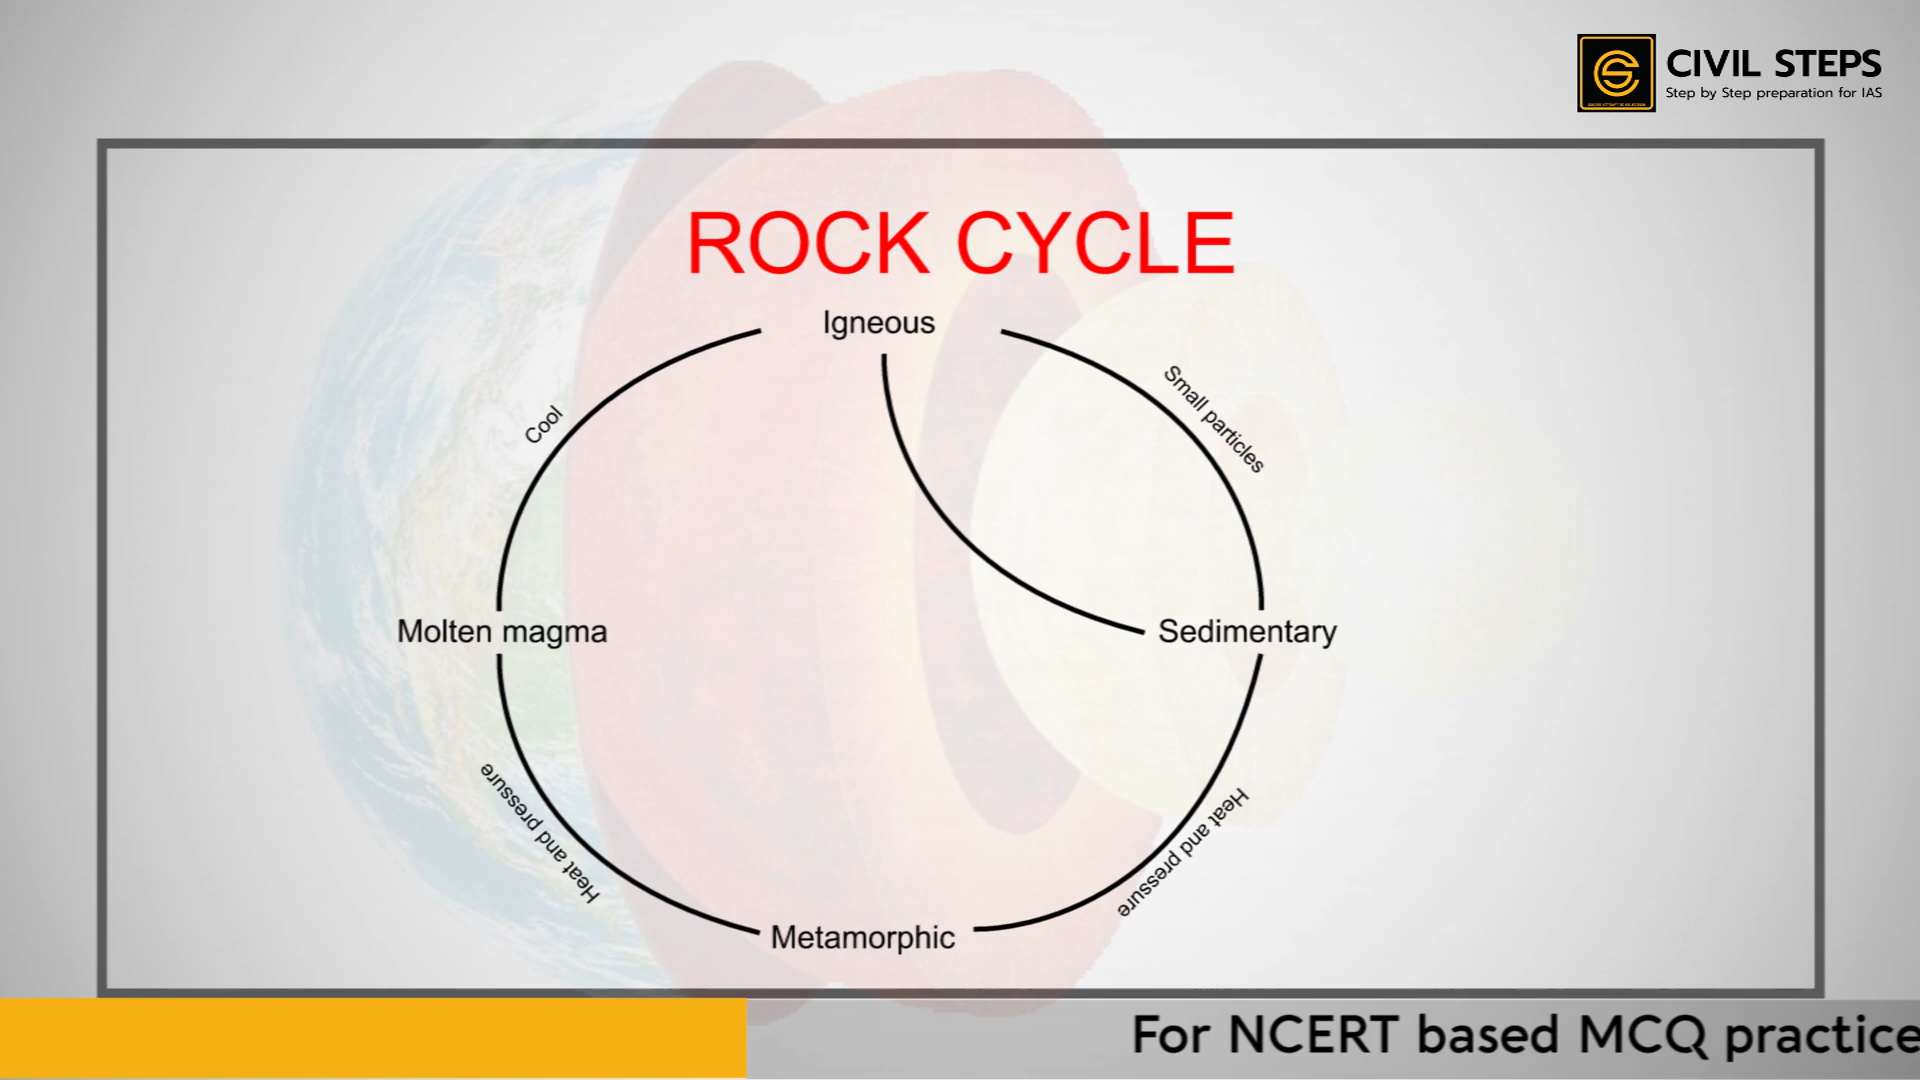 CIVIL STEPS
Step by Step preparation for IAS
ROCK CYCLE
Igneous
Cool
Small particles
Molten magma
Sedimentary
Heat and pressure
Heat and pressure
Metamorphic
For NCERT based MCQ practice